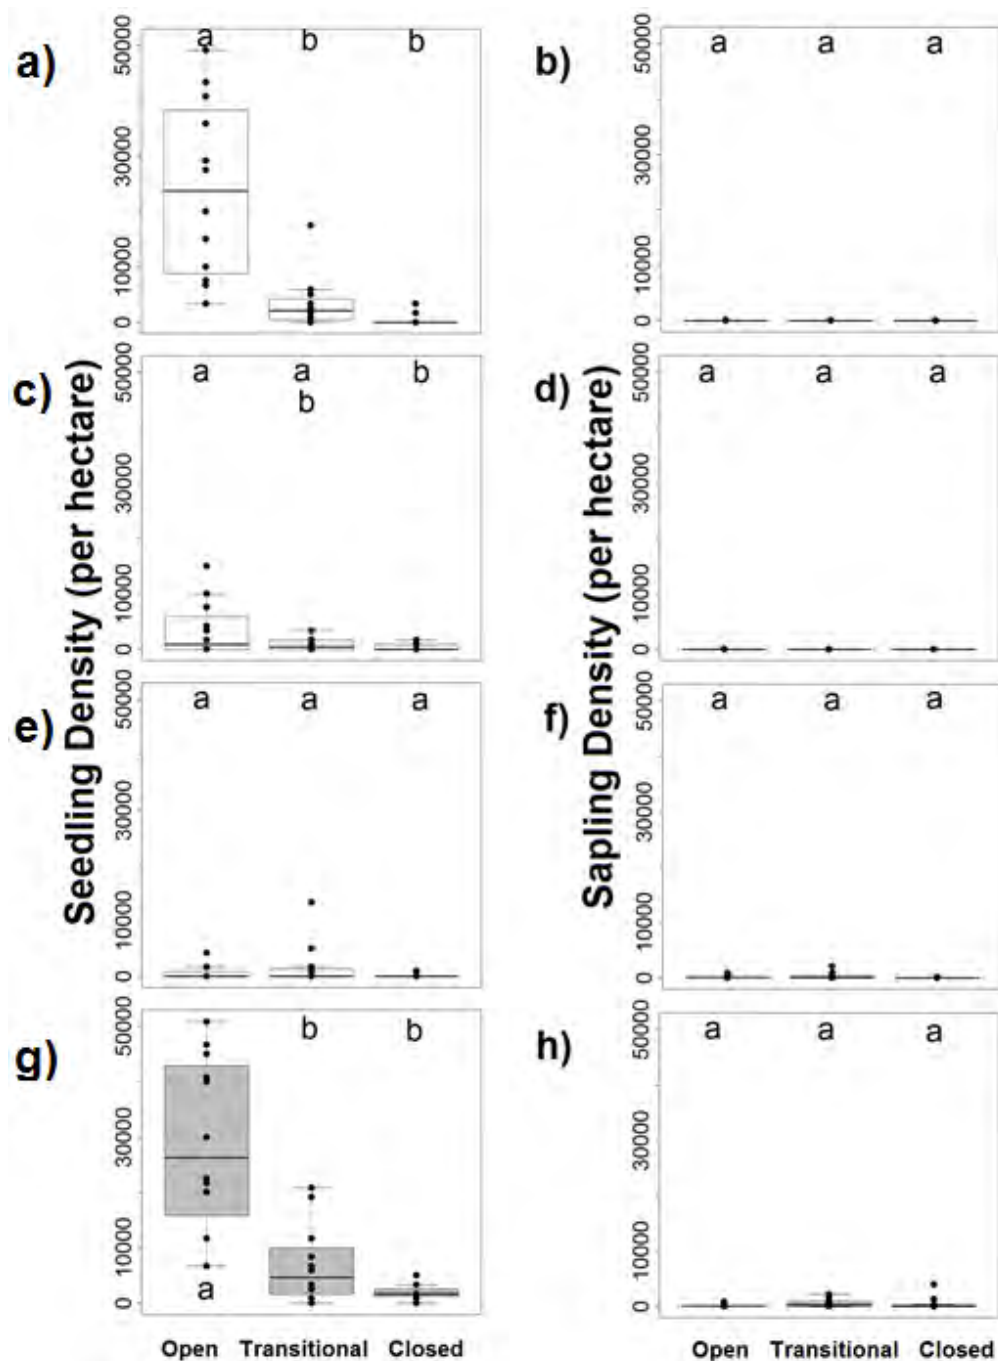 a)
50000
30000
10000
0
a b b
b)
50000
30000
10000
0
a a a
c)
50000
30000
10000
0
a a b
b
d)
50000
30000
10000
0
a a a
Seedling Density (per hectare)
Sapling Density (per hectare)
e)
50000
30000
10000
0
a a a
f)
50000
30000
10000
0
a a a
g)
50000
30000
10000
0
b b
a
h)
50000
30000
10000
0
a a a
Open Transitional Closed
Open Transitional Closed